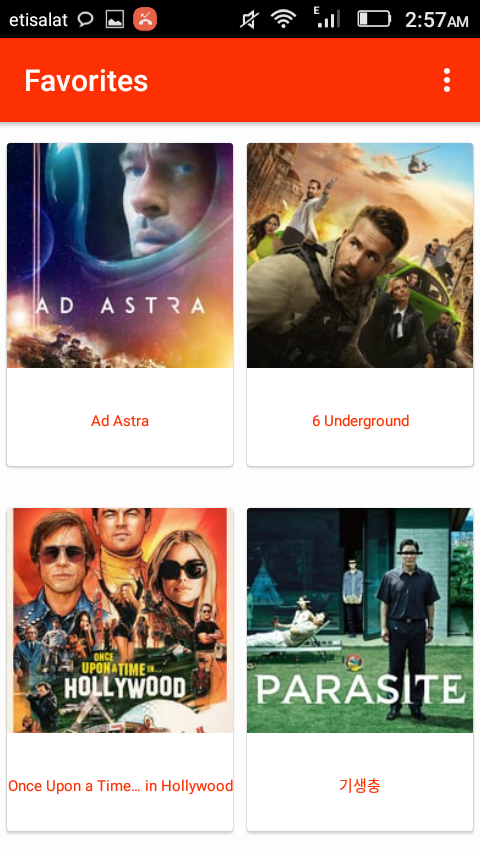 etisalat
E
2:57AM
Favorites
AD ASTRA
Ad Astra
6 Underground
ONCE
UPON A TIME IN...
HOLLYWOOD
Once Upon a Time... in Hollywood
PARASITE
기생충